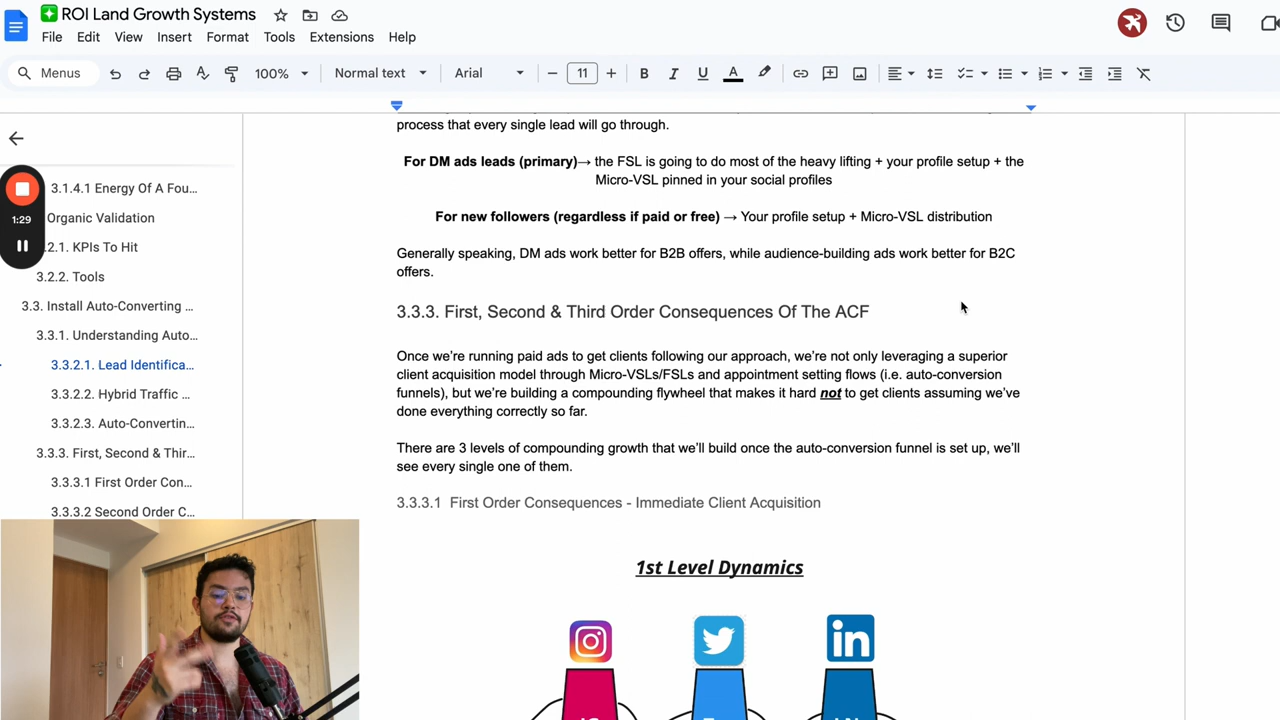 ROI Land Growth Systems
File Edit View Insert Format Tools Extensions Help
Menus 100% Normal text Arial 11 B I U A
process that every single lead will go through.
For DM ads leads (primary)→ the FSL is going to do most of the heavy lifting + your profile setup + the
Micro-VSL pinned in your social profiles
For new followers (regardless if paid or free) → Your profile setup + Micro-VSL distribution
Generally speaking, DM ads work better for B2B offers, while audience-building ads work better for B2C
offers.
3.3.3. First, Second & Third Order Consequences Of The ACF
Once we’re running paid ads to get clients following our approach, we’re not only leveraging a superior
client acquisition model through Micro-VSLs/FSLs and appointment setting flows (i.e. auto-conversion
funnels), but we’re building a compounding flywheel that makes it hard not to get clients assuming we’ve
done everything correctly so far.
There are 3 levels of compounding growth that we’ll build once the auto-conversion funnel is set up, we’ll
see every single one of them.
3.3.3.1 First Order Consequences - Immediate Client Acquisition
1st Level Dynamics
in
3.1.4.1 Energy Of A Fou...
Organic Validation
.2.1. KPIs To Hit
3.2.2. Tools
3.3. Install Auto-Converting ...
3.3.1. Understanding Auto...
3.3.2.1. Lead Identifica...
3.3.2.2. Hybrid Traffic ...
3.3.2.3. Auto-Convertin...
3.3.3. First, Second & Thir...
3.3.3.1 First Order Con...
3.3.3.2 Second Order C...
1:29